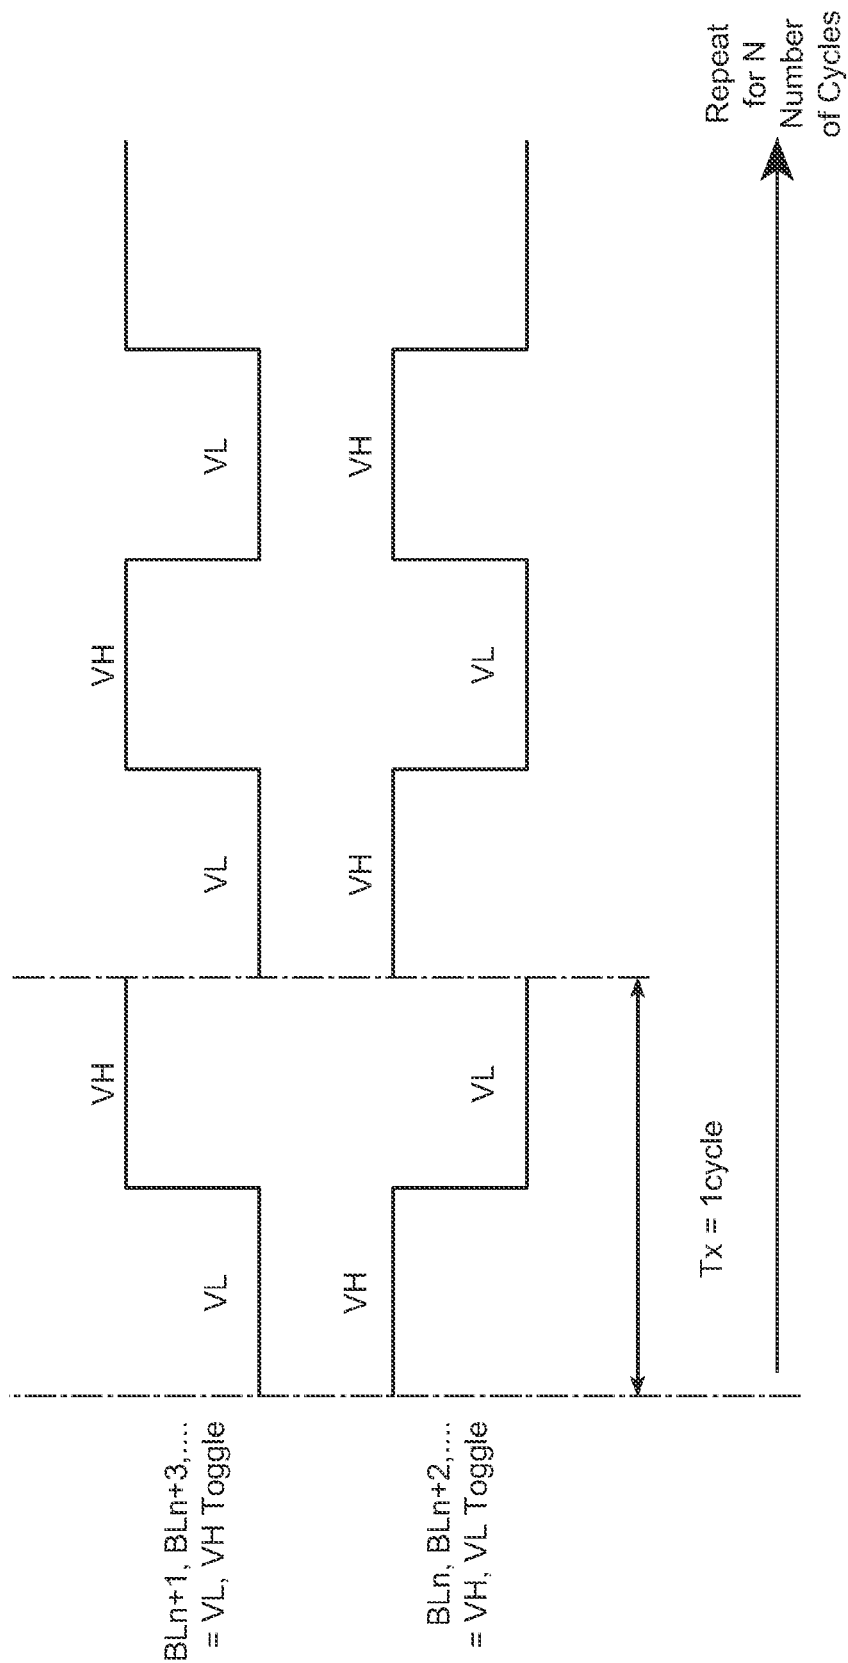 BLn+1, BLn+3,....
= VL, VH Toggle
VL
VH
VL
VH
VL
BLn, BLn+2,....
= VH, VL Toggle
VH
VL
VH
VL
VH
Tx = 1cycle
Repeat
for N
Number
of Cycles